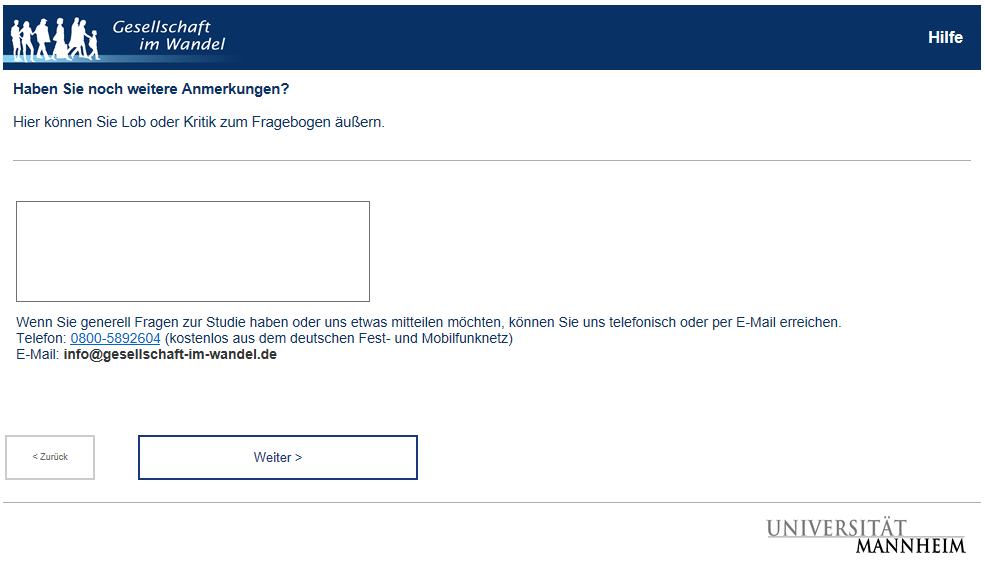 Gesellschaft
im Wandel
Hilfe
Haben Sie noch weitere Anmerkungen?
Hier können Sie Lob oder Kritik zum Fragebogen äußern.
Wenn Sie generell Fragen zur Studie haben oder uns etwas mitteilen möchten, können Sie uns telefonisch oder per E-Mail erreichen.
Telefon: 0800-5892604 (kostenlos aus dem deutschen Fest- und Mobilfunknetz)
E-Mail: info@gesellschaft-im-wandel.de
< Zurück
Weiter >
UNIVERSITÄT
MANNHEIM